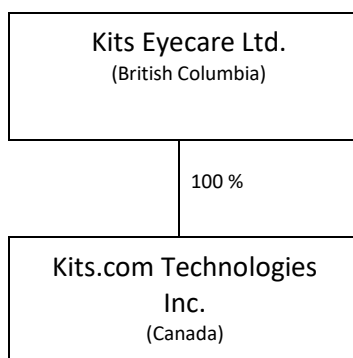 Kits Eyecare Ltd.
(British Columbia)
100 %
Kits.com Technologies
Inc.
(Canada)